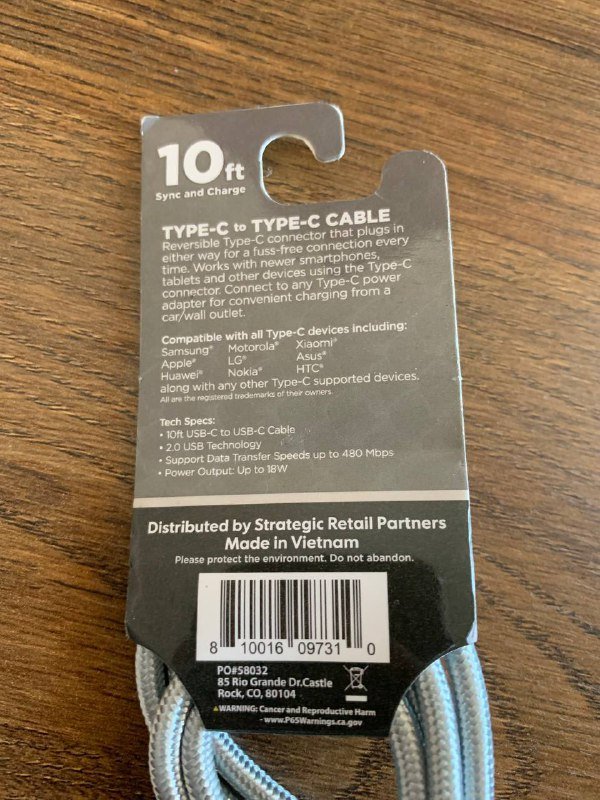 10ft
Sync and Charge
TYPE-C to TYPE-C CABLE
Reversible Type-C connector that plugs in
either way for a fuss-free connection every
time. Works with newer smartphones,
tablets and other devices using the Type-C
connector. Connect to any Type-C power
adapter for convenient charging from a
car/wall outlet.
Compatible with all Type-C devices including:
Samsung® Motorola® Xiaomi®
Apple® LG® Asus®
Huawei® Nokia® HTC®
along with any other Type-C supported devices.
All are the registered trademarks of their owners.
Tech Specs:
• 10ft USB-C to USB-C Cable
• 2.0 USB Technology
• Support Data Transfer Speeds up to 480 Mbps
• Power Output: Up to 18W
Distributed by Strategic Retail Partners
Made in Vietnam
Please protect the environment. Do not abandon.
8 10016 09731 0
PO#58032
85 Rio Grande Dr.Castle
Rock, CO, 80104
⚠WARNING: Cancer and Reproductive Harm
- www.P65Warnings.ca.gov